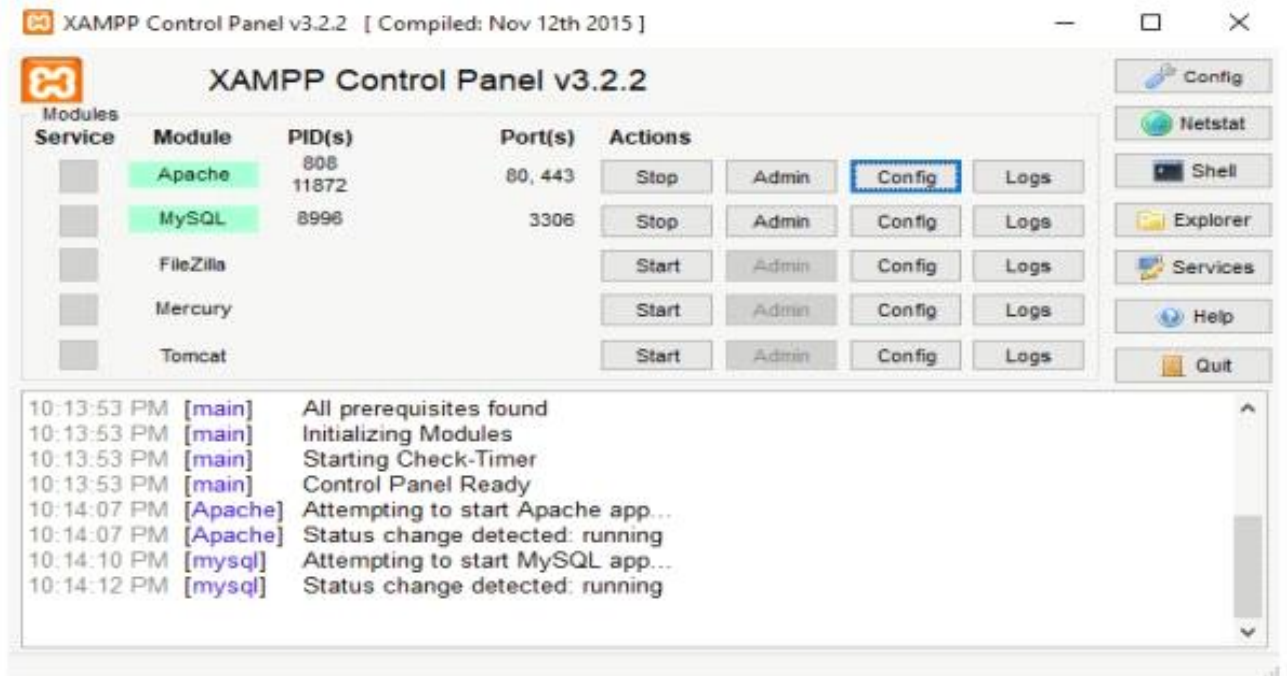 XAMPP Control Panel v3.2.2 [ Compiled: Nov 12th 2015 ]
XAMPP Control Panel v3.2.2
Config
Modules
Service Module PID(s) Port(s) Actions
Netstat
Apache 808 11872 80, 443 Stop Admin Config Logs
Shell
MySQL 8996 3306 Stop Admin Config Logs
Explorer
FileZilla Start Admin Config Logs
Services
Mercury Start Admin Config Logs
Help
Tomcat Start Admin Config Logs
Quit
10:13:53 PM [main] All prerequisites found
10:13:53 PM [main] Initializing Modules
10:13:53 PM [main] Starting Check-Timer
10:13:53 PM [main] Control Panel Ready
10:14:07 PM [Apache] Attempting to start Apache app...
10:14:07 PM [Apache] Status change detected: running
10:14:10 PM [mysql] Attempting to start MySQL app...
10:14:12 PM [mysql] Status change detected: running